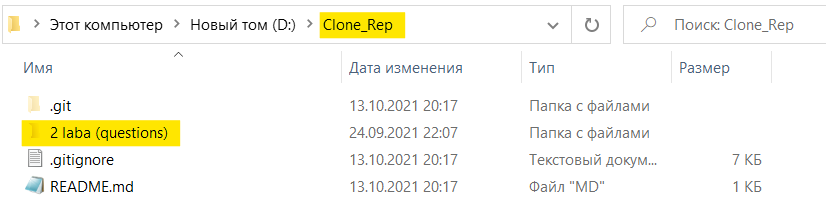 Этот компьютер > Новый том (D:) > Clone_Rep Поиск: Clone_Rep
Имя Дата изменения Тип Размер
.git 13.10.2021 20:17 Папка с файлами
2 laba (questions) 24.09.2021 22:07 Папка с файлами
.gitignore 13.10.2021 20:17 Текстовый докум... 7 КБ
README.md 13.10.2021 20:17 Файл "MD" 1 КБ